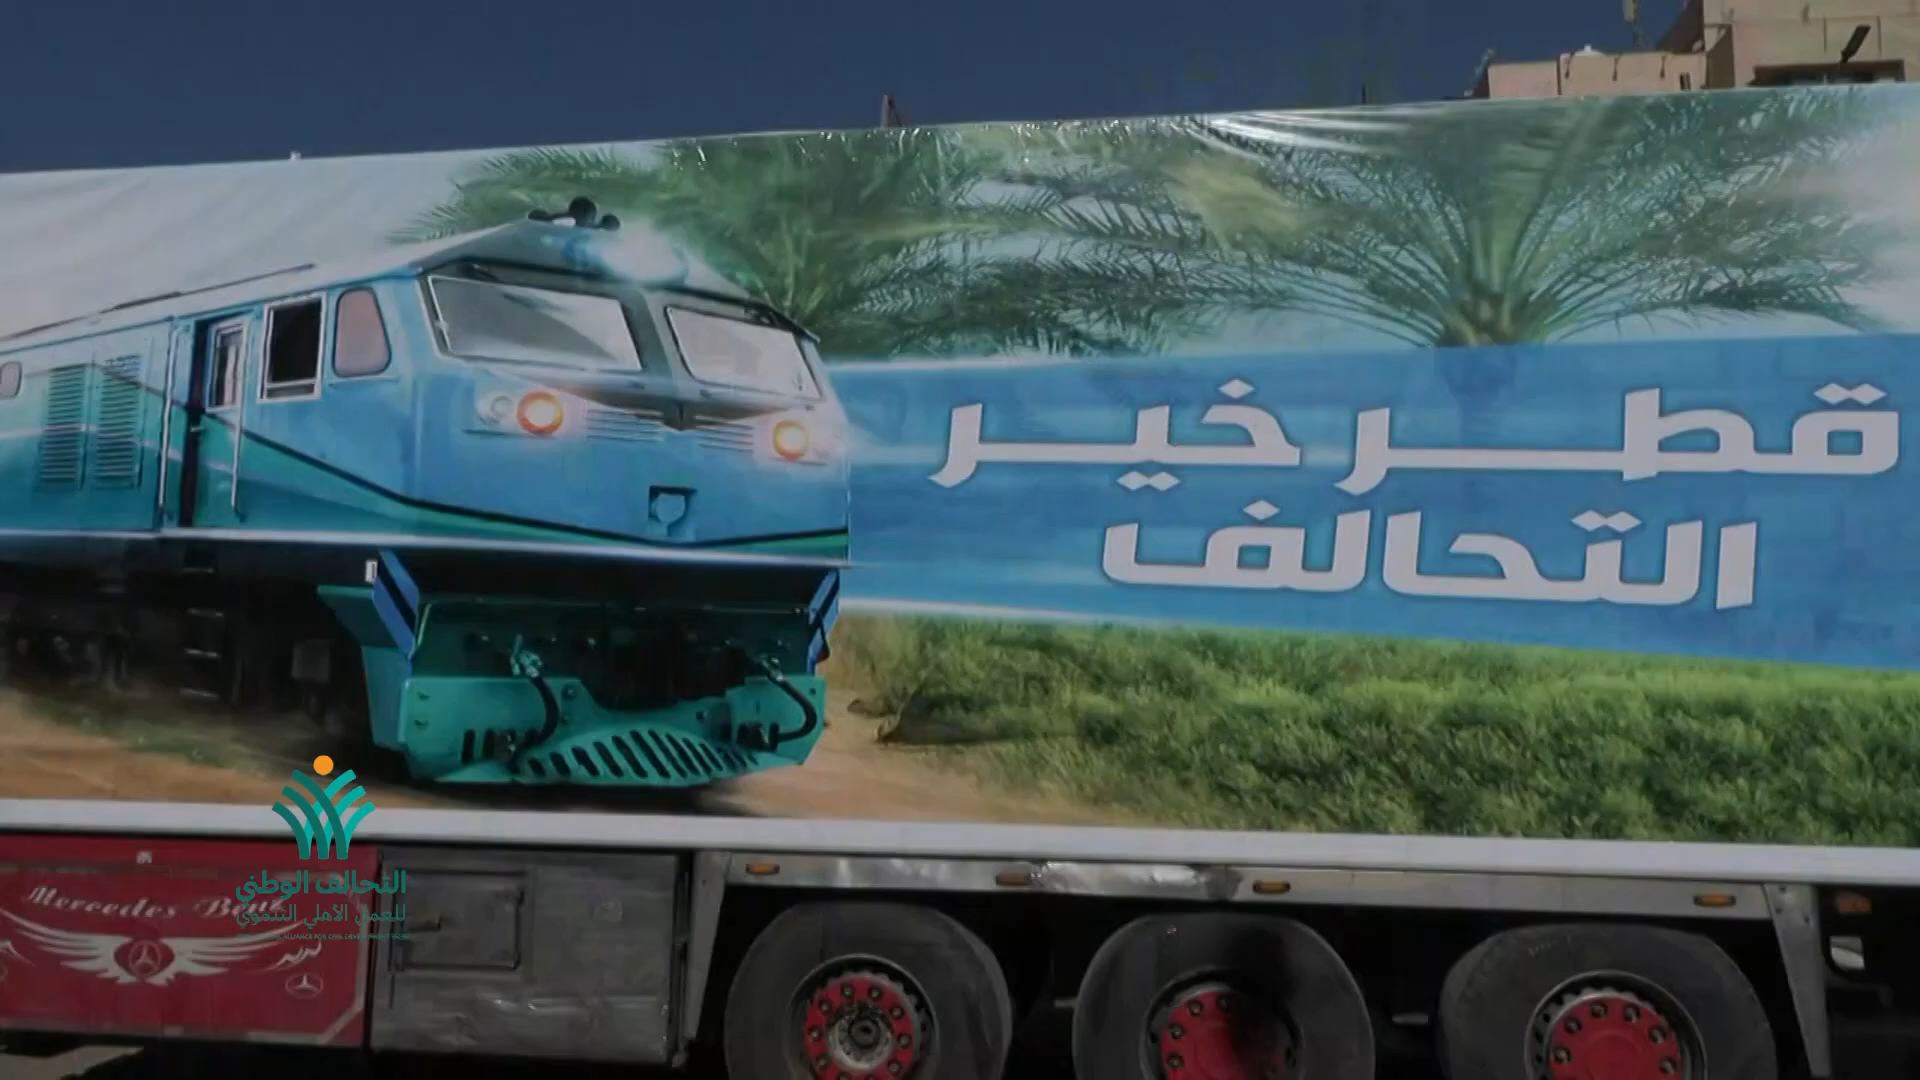 قطر خير
التحالف
التحالف الوطني
للعمل الأهلي التنموي
Mercedes Benz